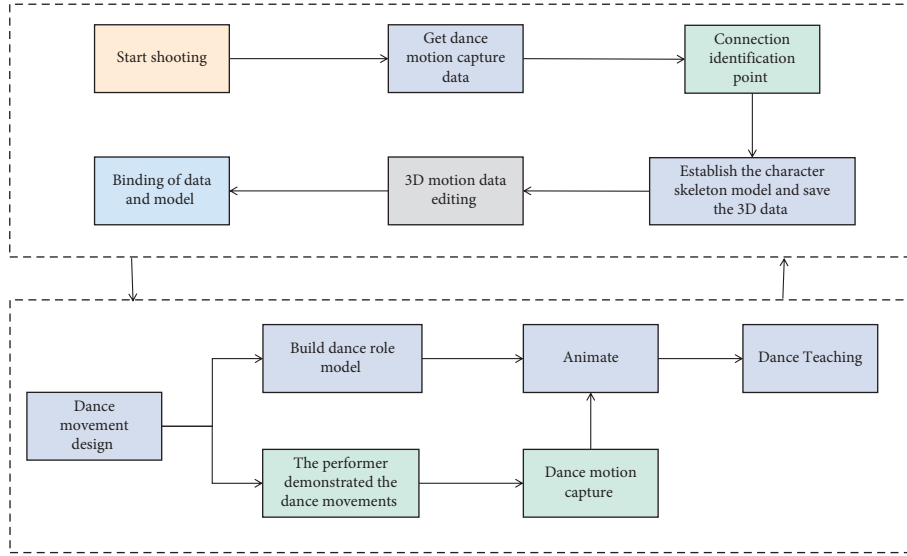 Start shooting
Get dance
motion capture
data
Connection
identification
point
Binding of data
and model
3D motion data
editing
Establish the character
skeleton model and save
the 3D data
Build dance role
model
Animate
Dance Teaching
Dance
movement
design
The performer
demonstrated the
dance movements
Dance motion
capture